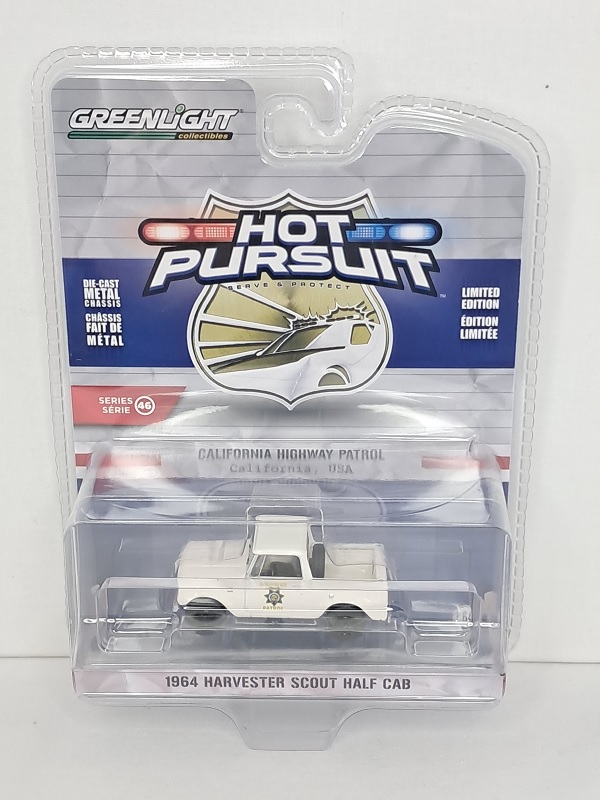 GREENLiGHT
collectibles
HOT
PURSUIT
SERVE & PROTECT
DIE-CAST
METAL
CHASSIS
CHÂSSIS
FAIT DE
MÉTAL
LIMITED
EDITION
ÉDITION
LIMITÉE
SERIES
SÉRIE 46
CALIFORNIA HIGHWAY PATROL
California, USA
PATROL
1964 HARVESTER SCOUT HALF CAB